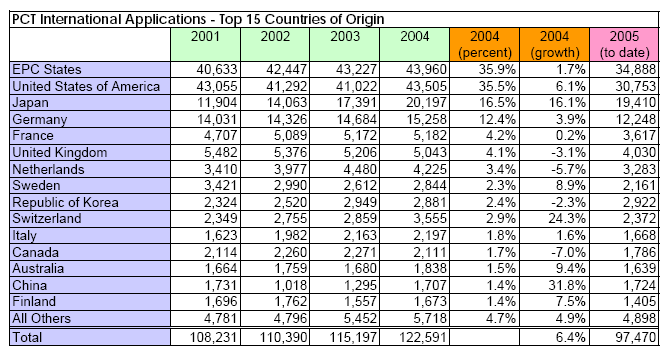 PCT International Applications - Top 15 Countries of Origin
2001 2002 2003 2004 2004 (percent) 2004 (growth) 2005 (to date)
EPC States 40,633 42,447 43,227 43,960 35.9% 1.7% 34,888
United States of America 43,055 41,292 41,022 43,505 35.5% 6.1% 30,753
Japan 11,904 14,063 17,391 20,197 16.5% 16.1% 19,410
Germany 14,031 14,326 14,684 15,258 12.4% 3.9% 12,248
France 4,707 5,089 5,172 5,182 4.2% 0.2% 3,617
United Kingdom 5,482 5,376 5,206 5,043 4.1% -3.1% 4,030
Netherlands 3,410 3,977 4,480 4,225 3.4% -5.7% 3,283
Sweden 3,421 2,990 2,612 2,844 2.3% 8.9% 2,161
Republic of Korea 2,324 2,520 2,949 2,881 2.4% -2.3% 2,922
Switzerland 2,349 2,755 2,859 3,555 2.9% 24.3% 2,372
Italy 1,623 1,982 2,163 2,197 1.8% 1.6% 1,668
Canada 2,114 2,260 2,271 2,111 1.7% -7.0% 1,786
Australia 1,664 1,759 1,680 1,838 1.5% 9.4% 1,639
China 1,731 1,018 1,295 1,707 1.4% 31.8% 1,724
Finland 1,696 1,762 1,557 1,673 1.4% 7.5% 1,405
All Others 4,781 4,796 5,452 5,718 4.7% 4.9% 4,898
Total 108,231 110,390 115,197 122,591 6.4% 97,470